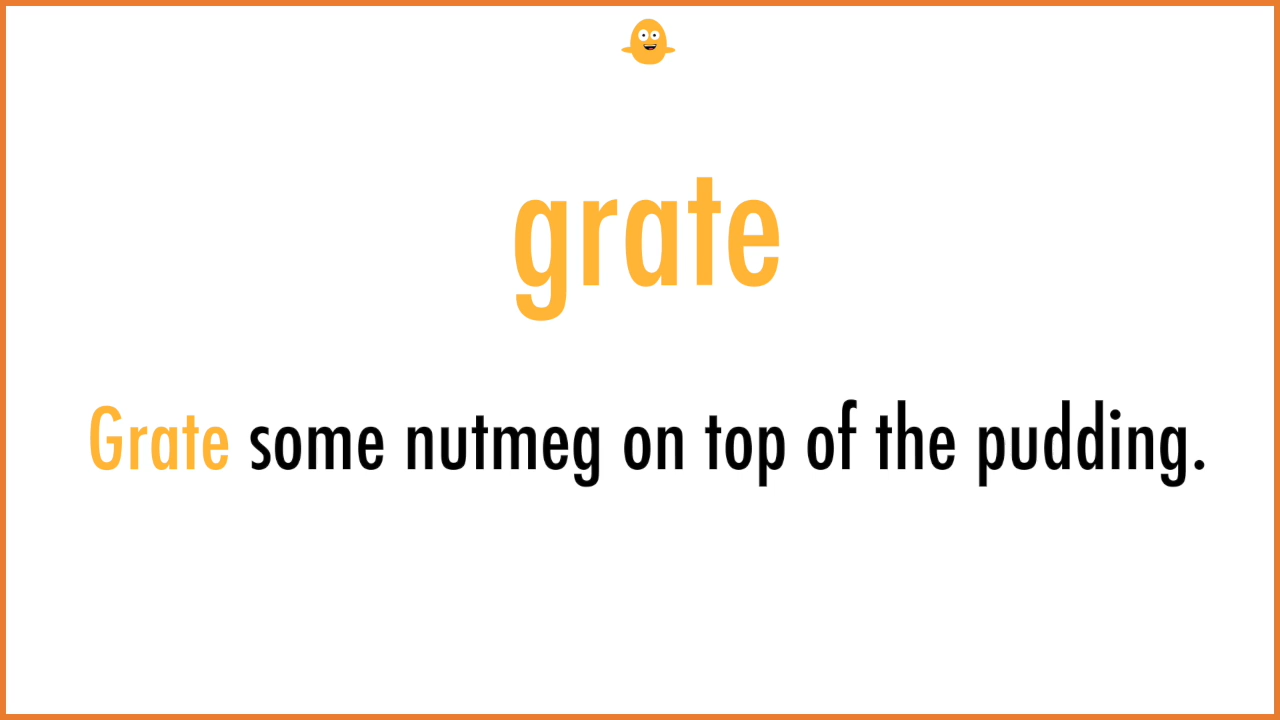 grate
Grate some nutmeg on top of the pudding.